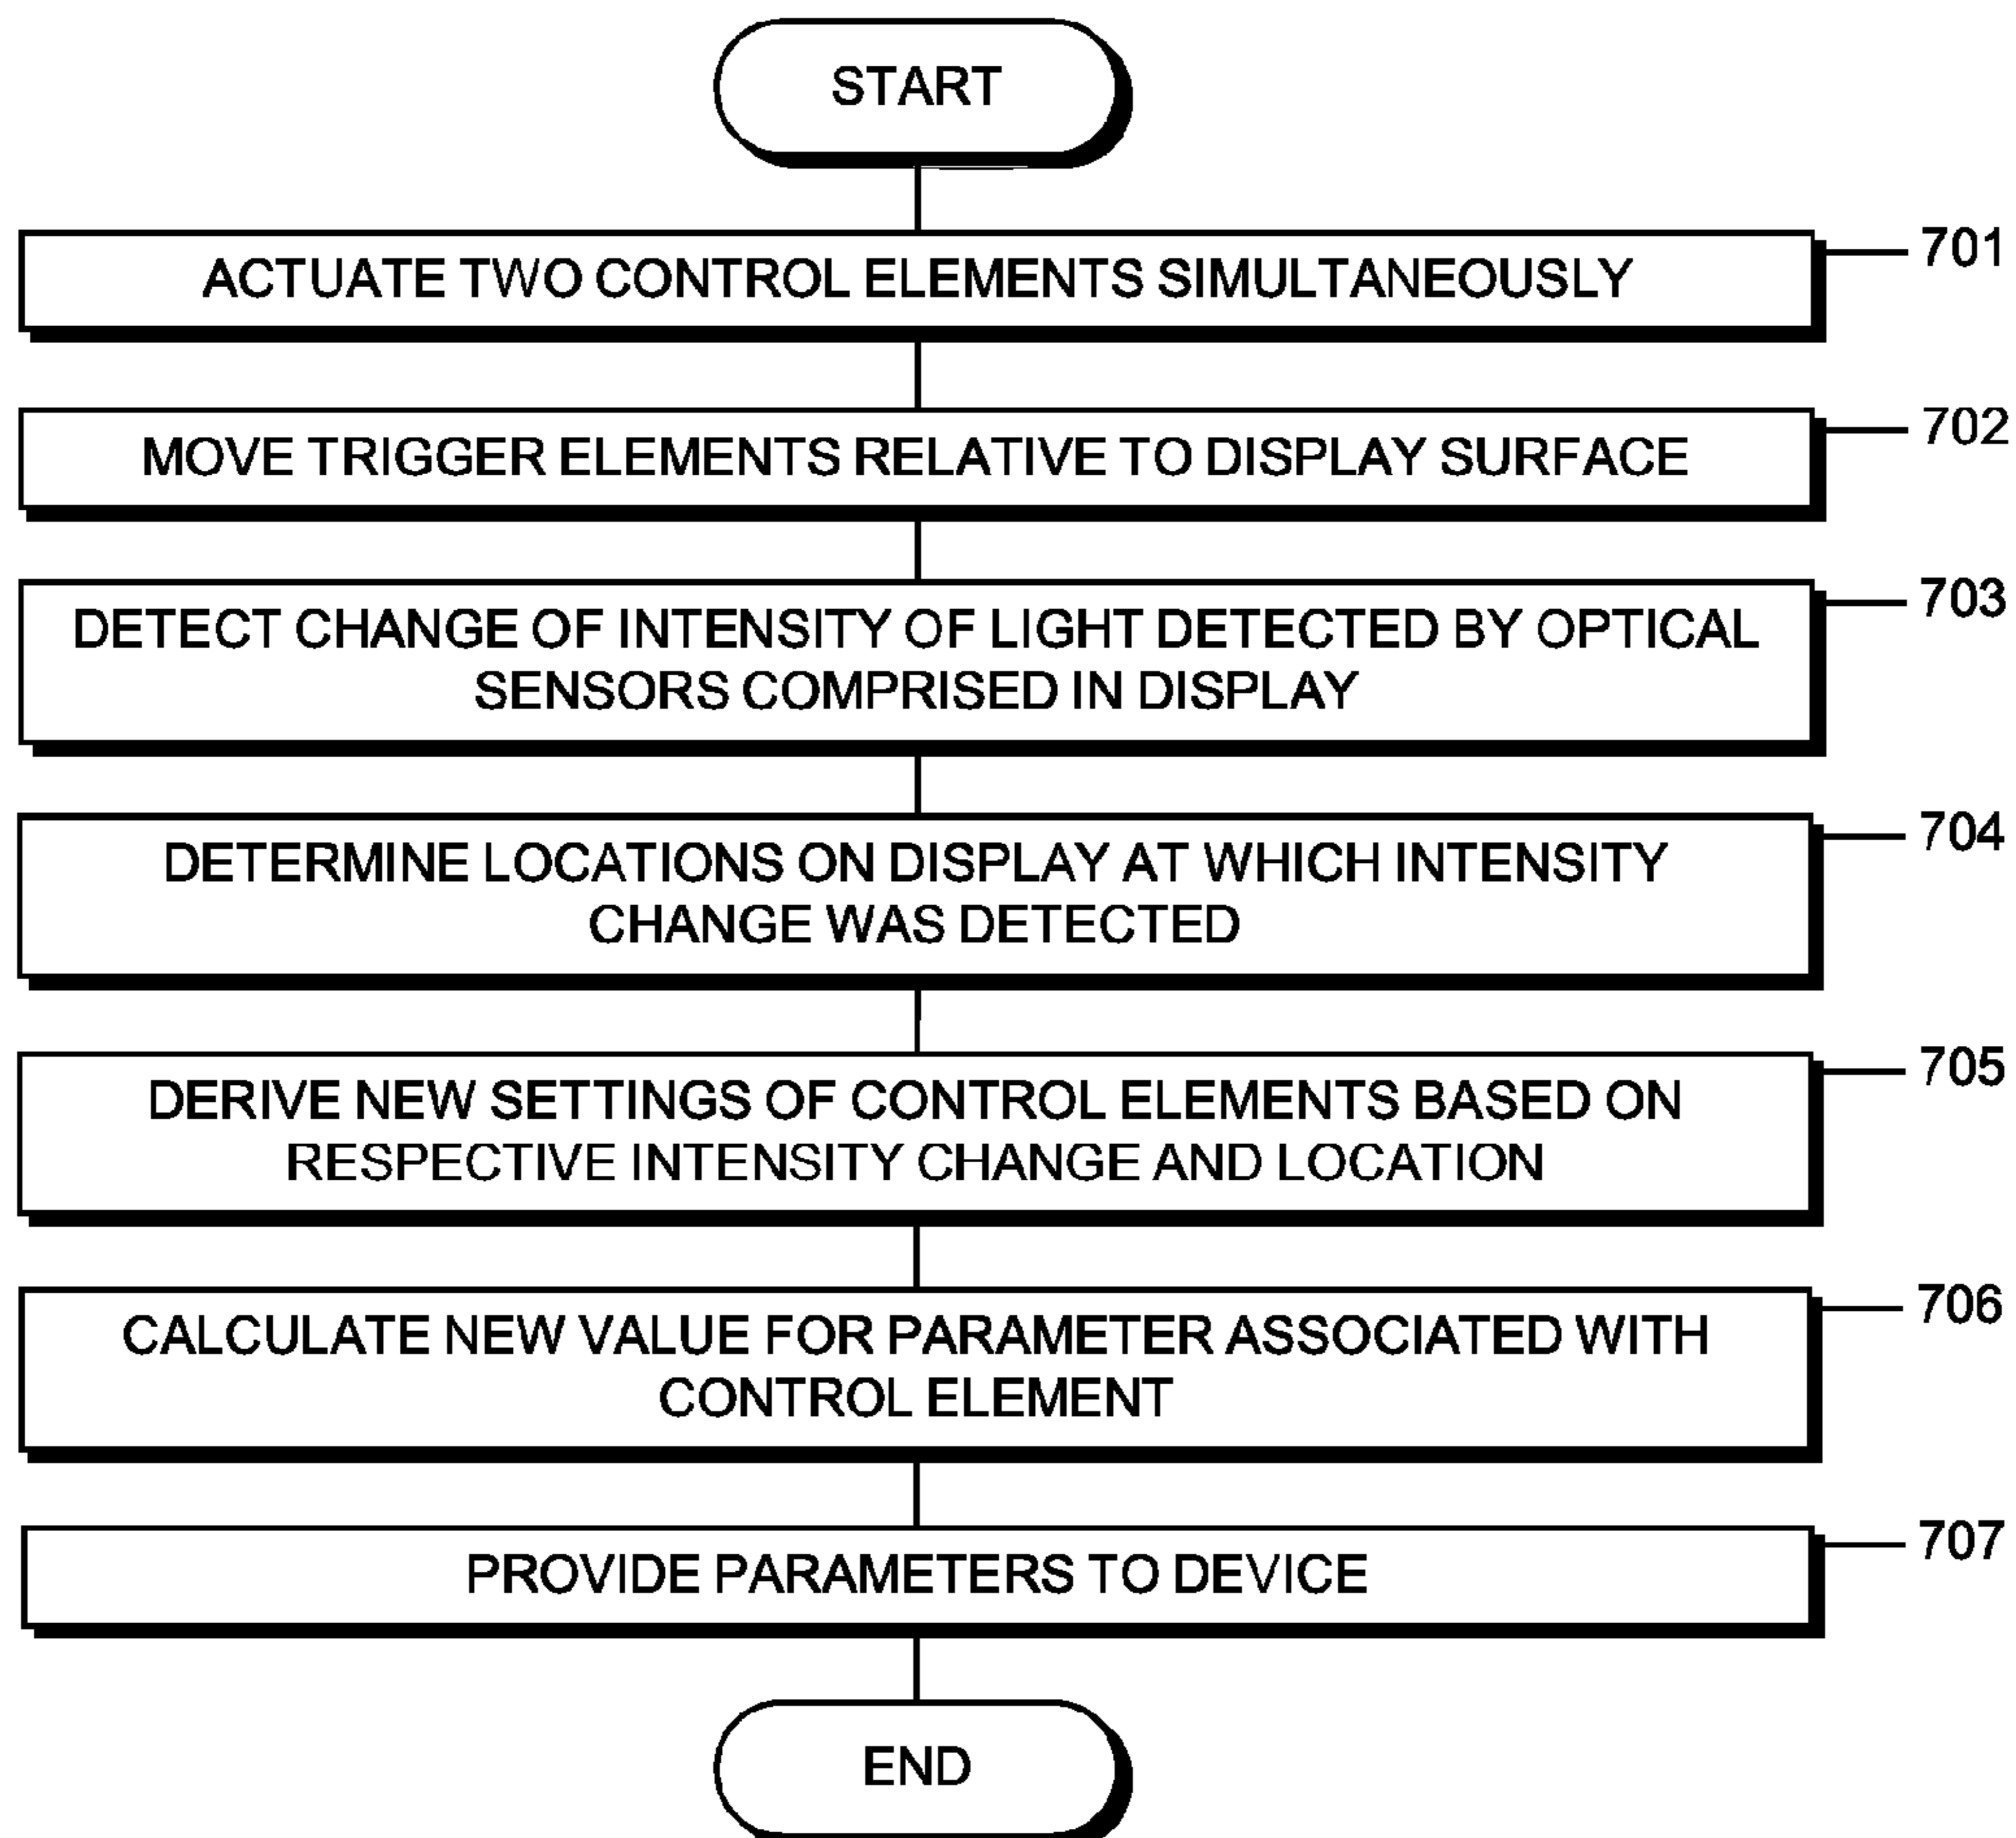 START
ACTUATE TWO CONTROL ELEMENTS SIMULTANEOUSLY
701
MOVE TRIGGER ELEMENTS RELATIVE TO DISPLAY SURFACE
702
DETECT CHANGE OF INTENSITY OF LIGHT DETECTED BY OPTICAL
SENSORS COMPRISED IN DISPLAY
703
DETERMINE LOCATIONS ON DISPLAY AT WHICH INTENSITY
CHANGE WAS DETECTED
704
DERIVE NEW SETTINGS OF CONTROL ELEMENTS BASED ON
RESPECTIVE INTENSITY CHANGE AND LOCATION
705
CALCULATE NEW VALUE FOR PARAMETER ASSOCIATED WITH
CONTROL ELEMENT
706
PROVIDE PARAMETERS TO DEVICE
707
END